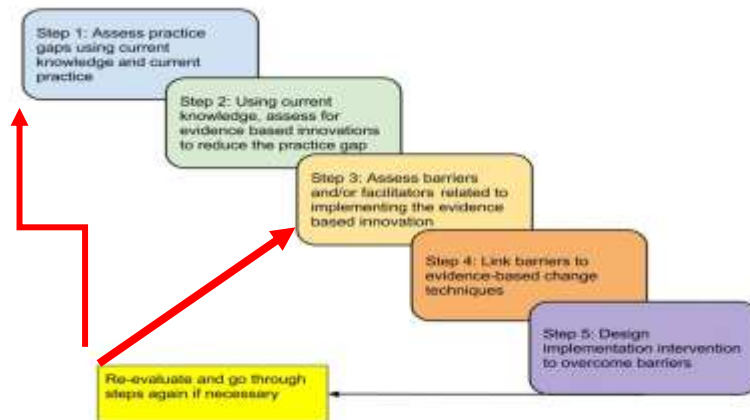 Step 1: Assess practice
gaps using current
knowledge and current
practice
Step 2: Using current
knowledge, assess for
evidence based innovations
to reduce the practice gap
Step 3: Assess barriers
and/or facilitators related to
implementing the evidence
based innovation
Step 4: Link barriers to
evidence-based change
techniques
Step 5: Design
implementation intervention
to overcome barriers
Re-evaluate and go through
steps again if necessary